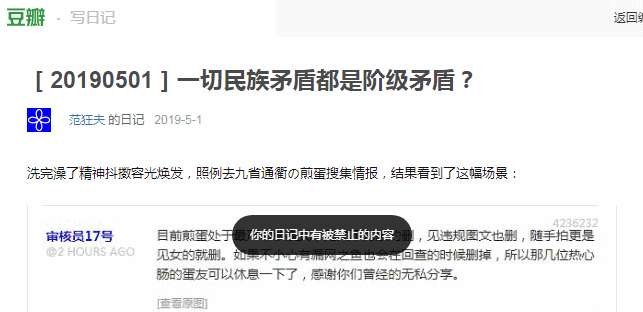 豆瓣 · 写日记 返回编
[ 20190501 ] 一切民族矛盾都是阶级矛盾？
范狂夫 的日记 2019-5-1
洗完澡了精神抖擞容光焕发，照例去九省通衢の煎蛋搜集情报，结果看到了这幅场景：
4236232
审核员17号
@2 HOURS AGO
目前煎蛋处于最 的删，见违规图文也删，随手拍更是
你的日记中有被禁止的内容
见女的就删。如果不小心有漏网之鱼也会在回查的时候删掉，所以那几位热心
肠的蛋友可以休息一下了，感谢你们曾经的无私分享。
[查看原图]